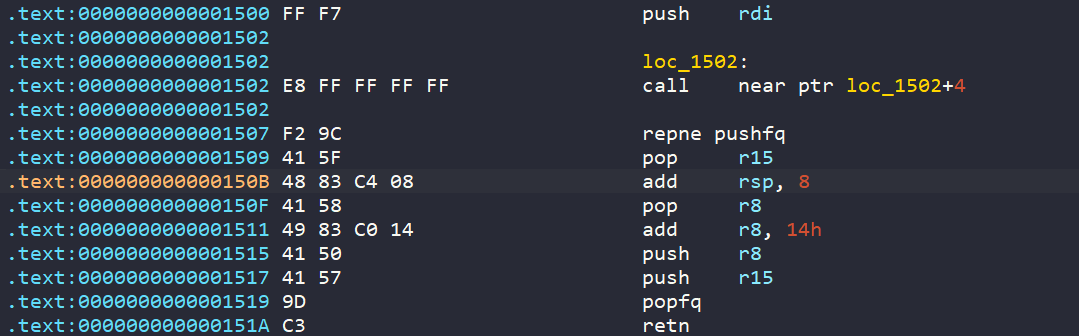 .text:0000000000001500 FF F7 push rdi
.text:0000000000001502
.text:0000000000001502 loc_1502:
.text:0000000000001502 E8 FF FF FF FF call near ptr loc_1502+4
.text:0000000000001502
.text:0000000000001507 F2 9C repne pushfq
.text:0000000000001509 41 5F pop r15
.text:000000000000150B 48 83 C4 08 add rsp, 8
.text:000000000000150F 41 58 pop r8
.text:0000000000001511 49 83 C0 14 add r8, 14h
.text:0000000000001515 41 50 push r8
.text:0000000000001517 41 57 push r15
.text:0000000000001519 9D popfq
.text:000000000000151A C3 retn